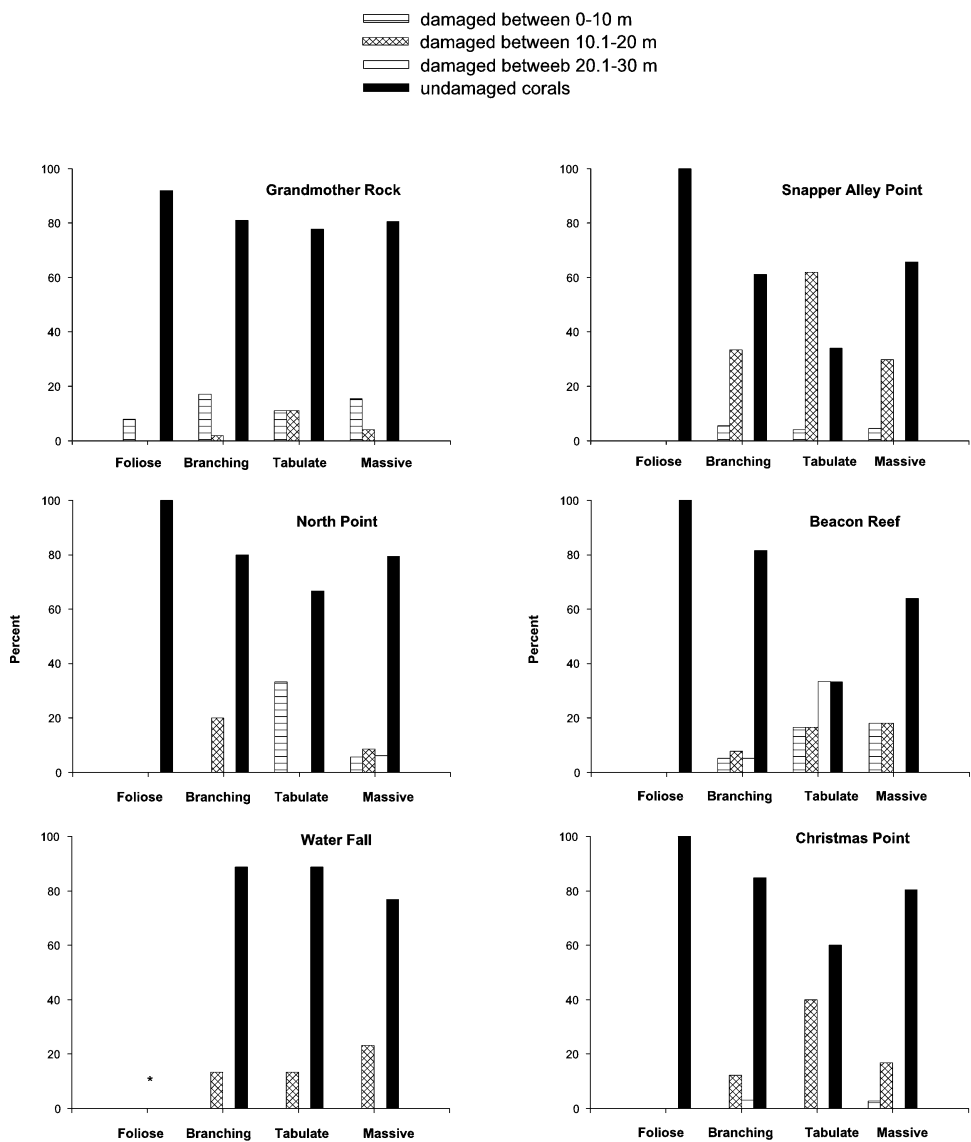 damaged between 0-10 m
damaged between 10.1-20 m
damaged betweeb 20.1-30 m
undamaged corals
100
80
60
40
20
0
Grandmother Rock
Foliose Branching Tabulate Massive
100
80
60
40
20
0
Snapper Alley Point
Foliose Branching Tabulate Massive
Percent
100
80
60
40
20
0
North Point
Foliose Branching Tabulate Massive
Percent
100
80
60
40
20
0
Beacon Reef
Foliose Branching Tabulate Massive
100
80
60
40
20
0
Water Fall
*
Foliose Branching Tabulate Massive
100
80
60
40
20
0
Christmas Point
Foliose Branching Tabulate Massive